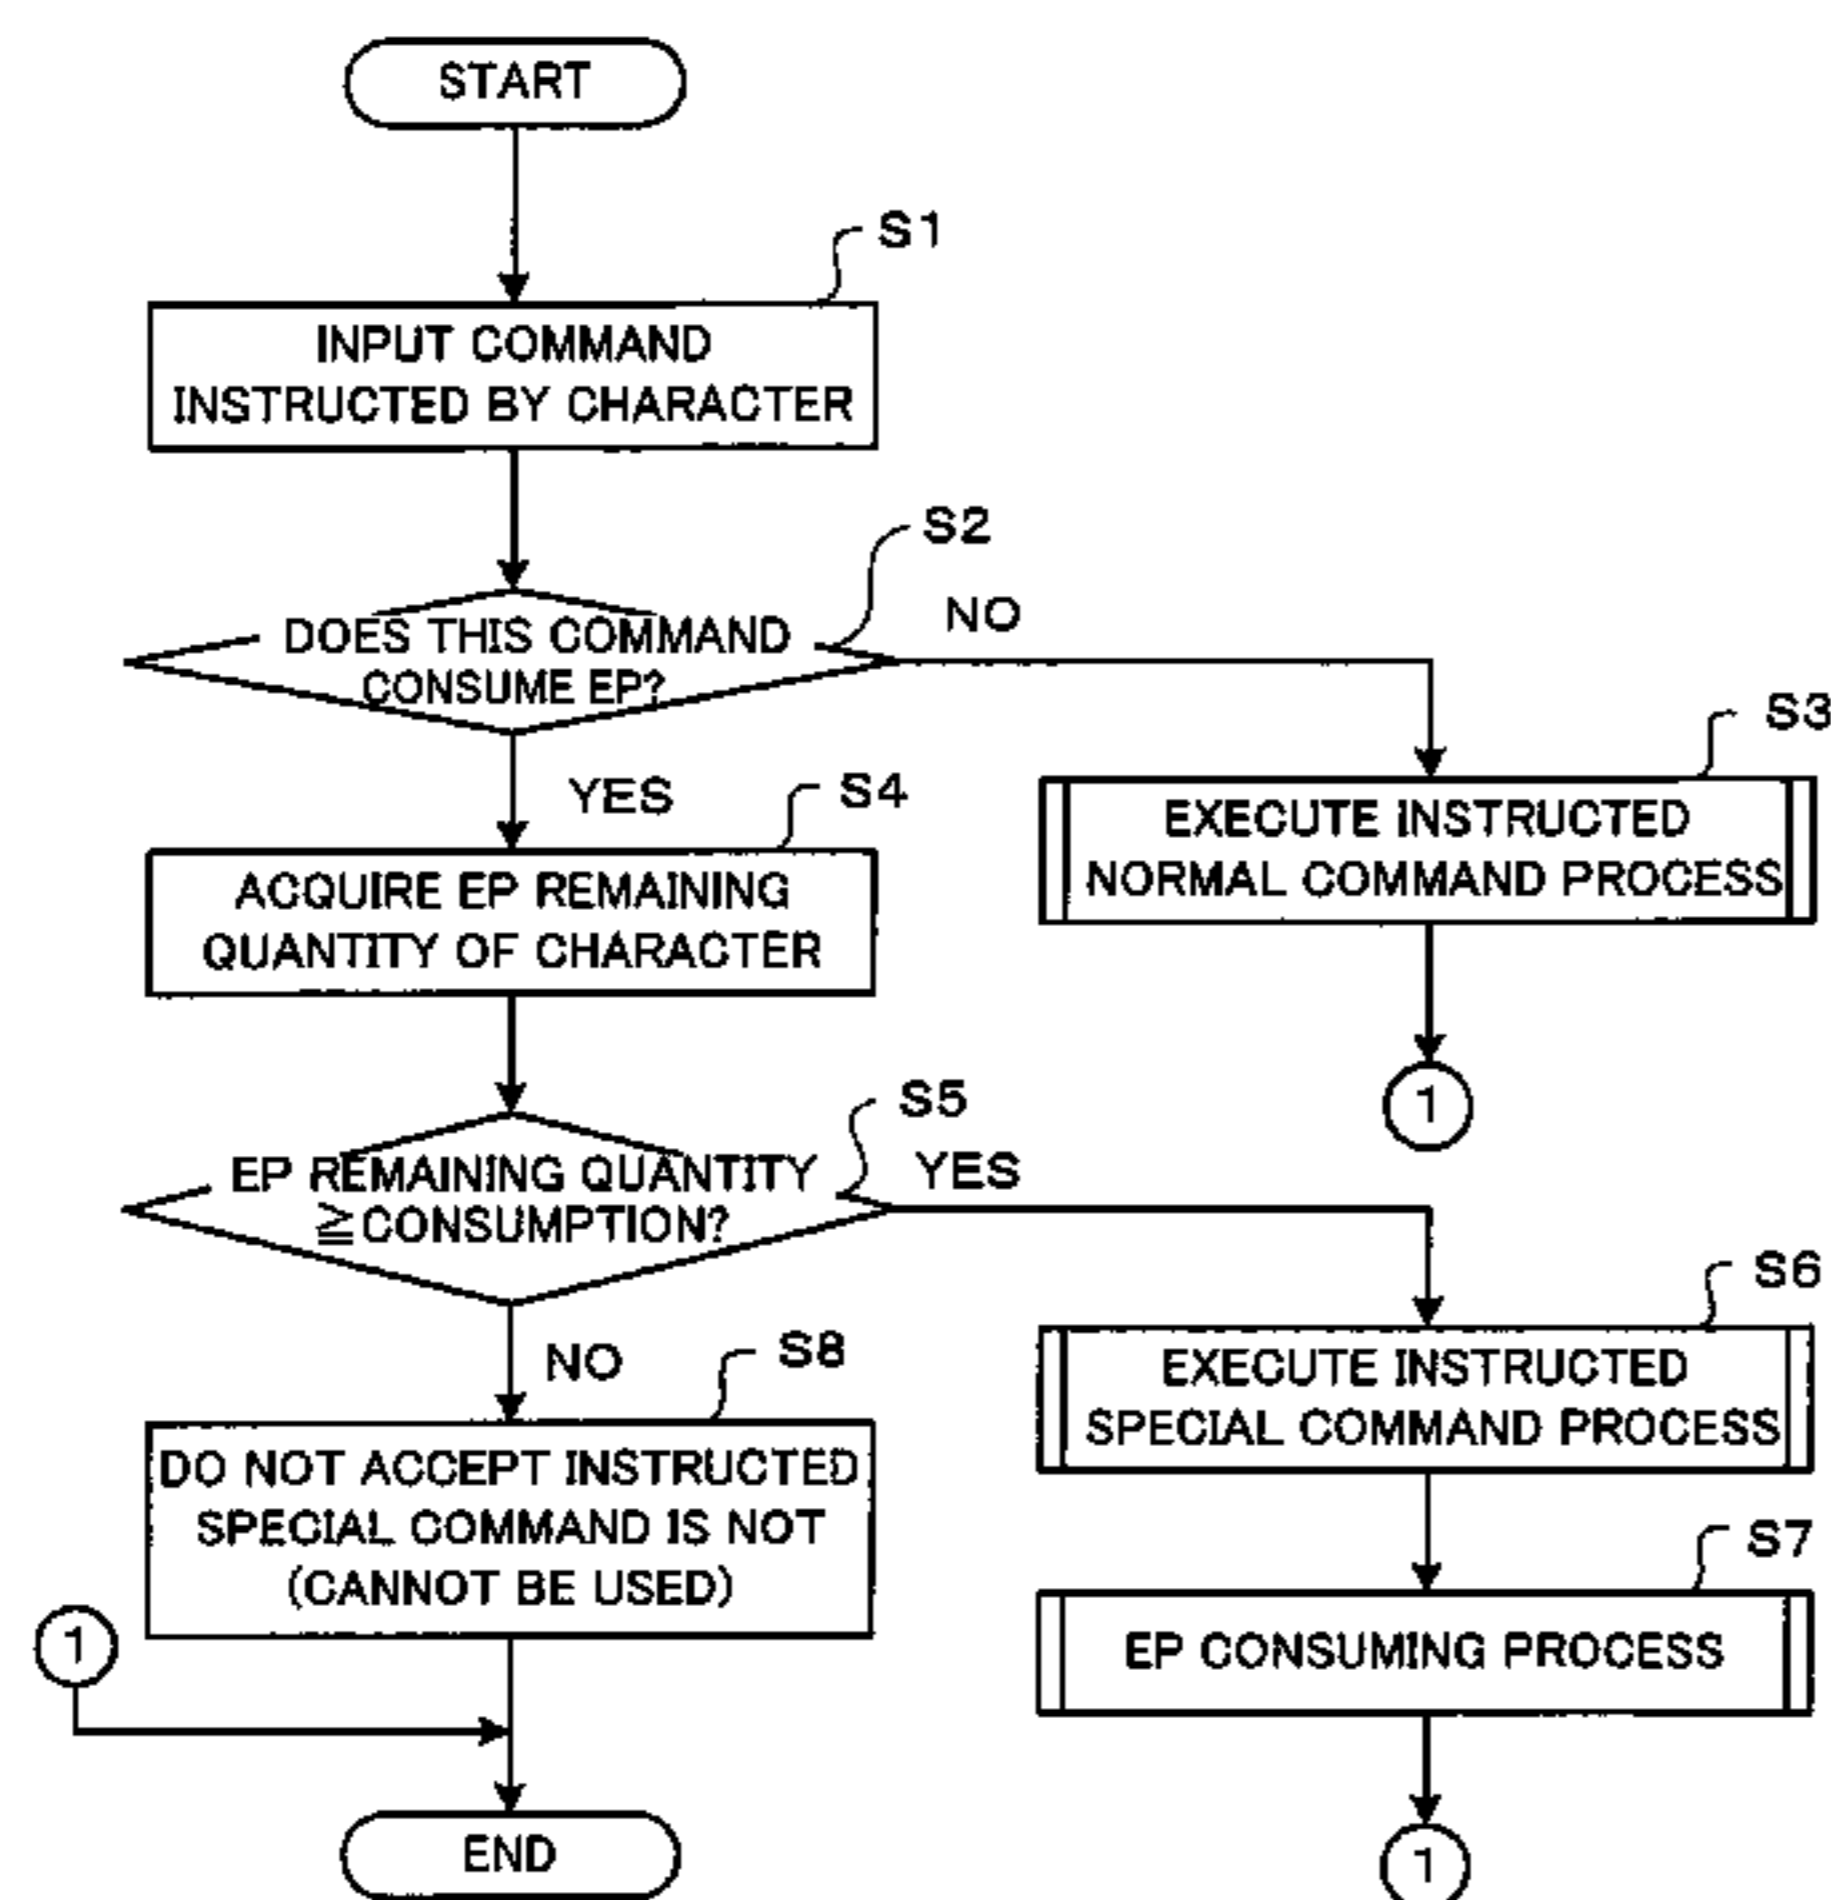 START
S1
INPUT COMMAND
INSTRUCTED BY CHARACTER
S2
DOES THIS COMMAND
CONSUME EP?
NO
YES
S3
EXECUTE INSTRUCTED
NORMAL COMMAND PROCESS
1
S4
ACQUIRE EP REMAINING
QUANTITY OF CHARACTER
S5
EP REMAINING QUANTITY
≧CONSUMPTION?
YES
NO
S6
EXECUTE INSTRUCTED
SPECIAL COMMAND PROCESS
S7
EP CONSUMING PROCESS
1
S8
DO NOT ACCEPT INSTRUCTED
SPECIAL COMMAND IS NOT
(CANNOT BE USED)
1
END